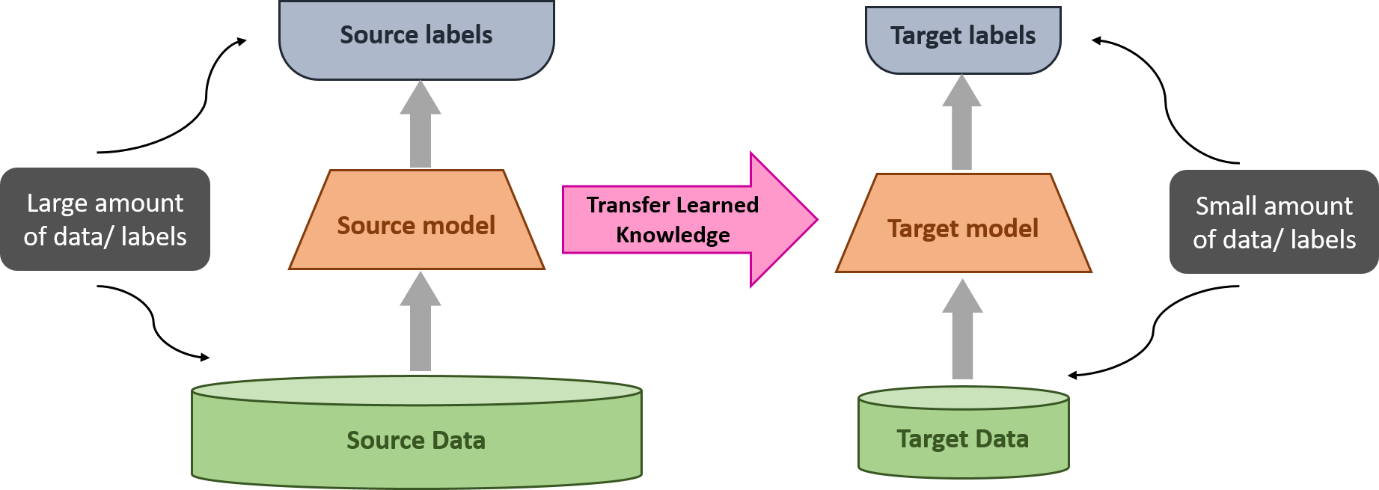 Source labels
Target labels
Large amount
of data/ labels
Source model
Transfer Learned
Knowledge
Target model
Small amount
of data/ labels
Source Data
Target Data